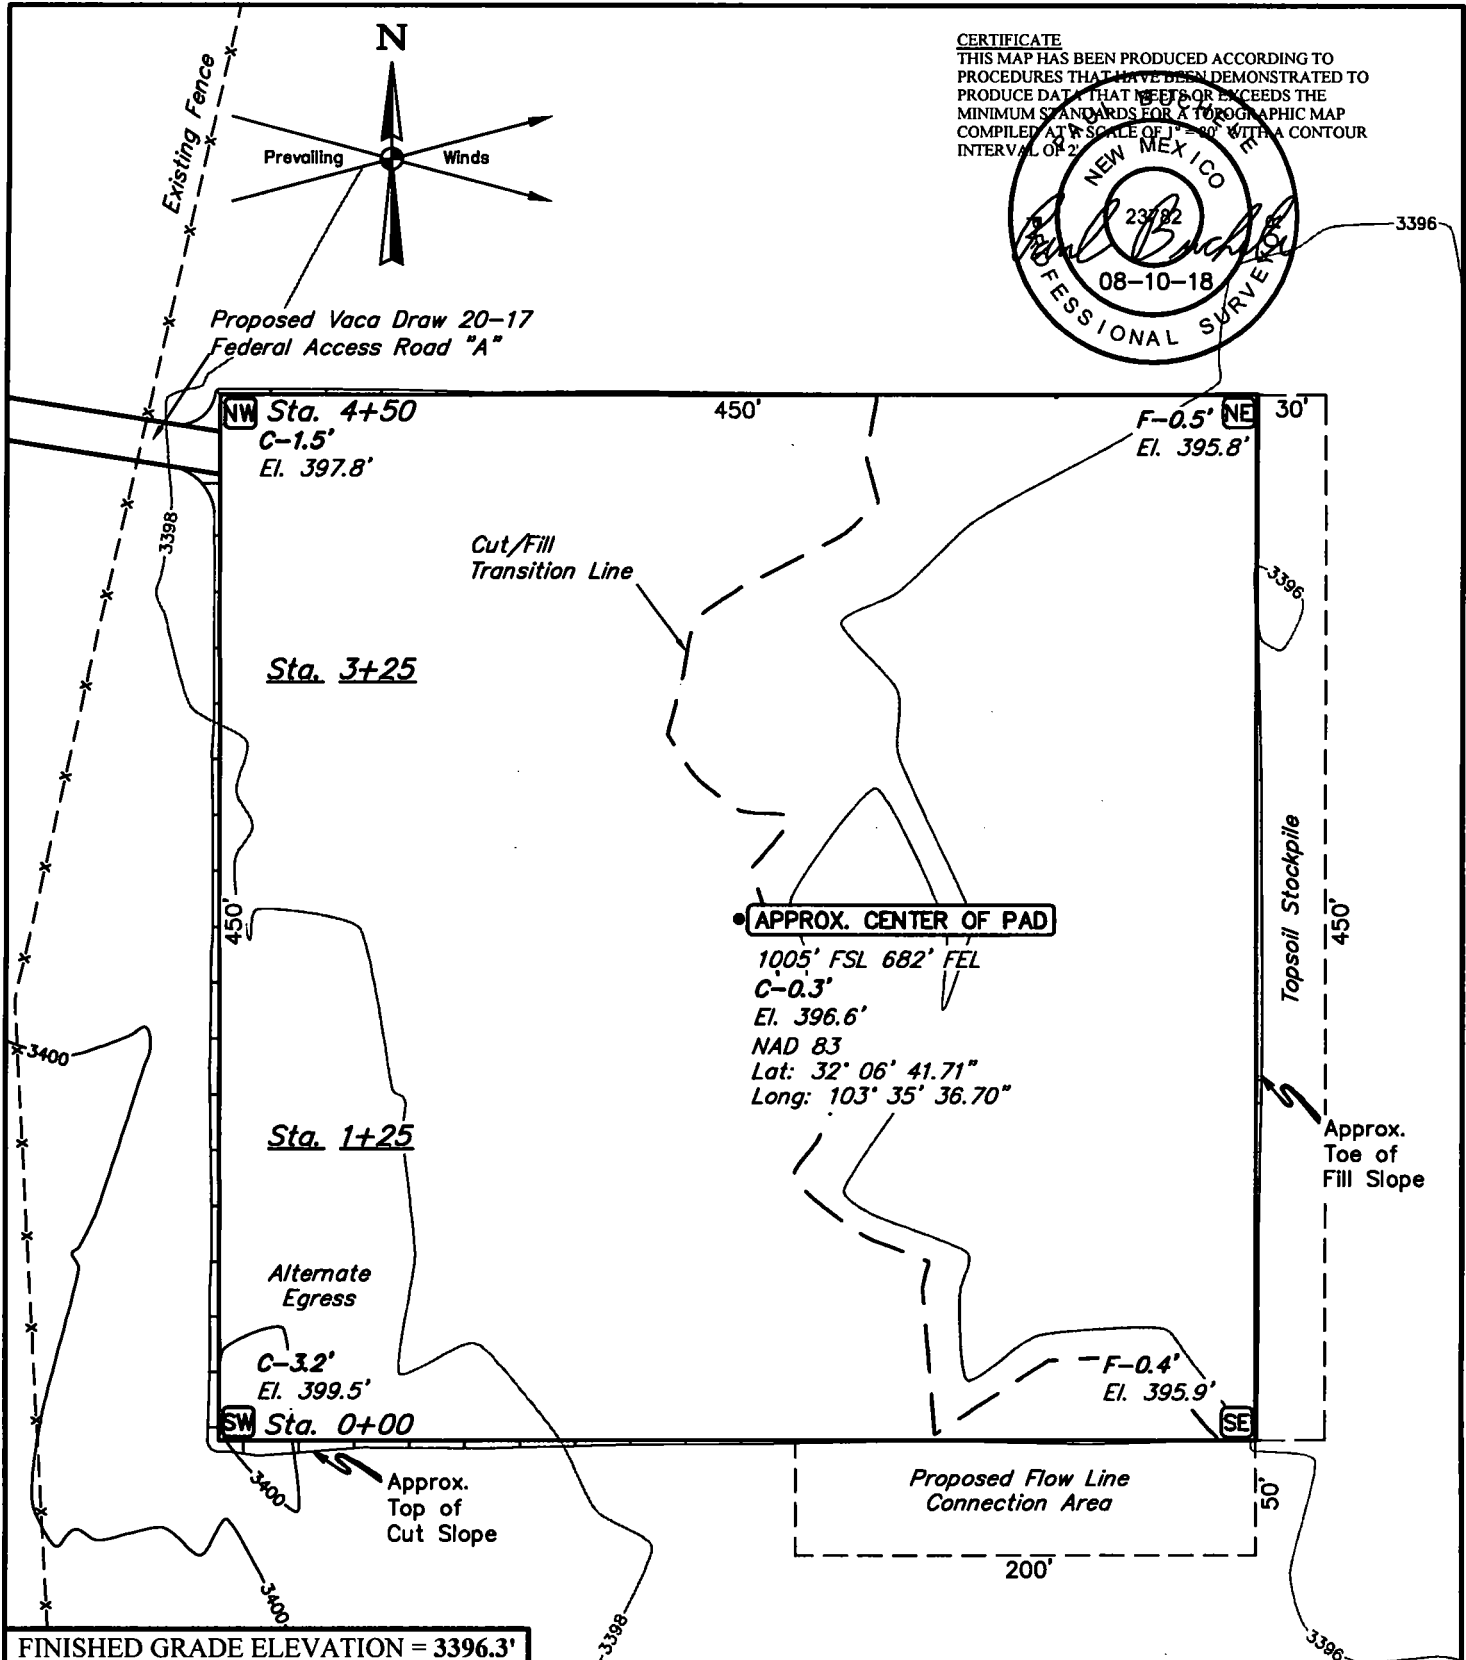 CERTIFICATE
THIS MAP HAS BEEN PRODUCED ACCORDING TO
PROCEDURES THAT HAVE BEEN DEMONSTRATED TO
PRODUCE DATA THAT MEETS OR EXCEEDS THE
MINIMUM STANDARDS FOR A TOPOGRAPHIC MAP
COMPILED AT A SCALE OF 1" = 80' WITH A CONTOUR
INTERVAL OF 2'
PAUL BUCHELE
NEW MEXICO
23782
08-10-18
PROFESSIONAL SURVEYOR
N
Prevailing Winds
Existing Fence
Proposed Vaca Draw 20-17
Federal Access Road "A"
3396
NW Sta. 4+50
C-1.5'
El. 397.8'
450'
F-0.5' NE
El. 395.8'
30'
3398
Cut/Fill
Transition Line
3396
Sta. 3+25
450'
Topsoil Stockpile
450'
APPROX. CENTER OF PAD
1005' FSL 682' FEL
C-0.3'
El. 396.6'
NAD 83
Lat: 32° 06' 41.71"
Long: 103° 35' 36.70"
3400
Sta. 1+25
Approx.
Toe of
Fill Slope
Alternate
Egress
C-3.2'
El. 399.5'
SW Sta. 0+00
F-0.4'
El. 395.9'
SE
3400
Approx.
Top of
Cut Slope
Proposed Flow Line
Connection Area
50'
200'
3400
3398
3396
FINISHED GRADE ELEVATION = 3396.3'